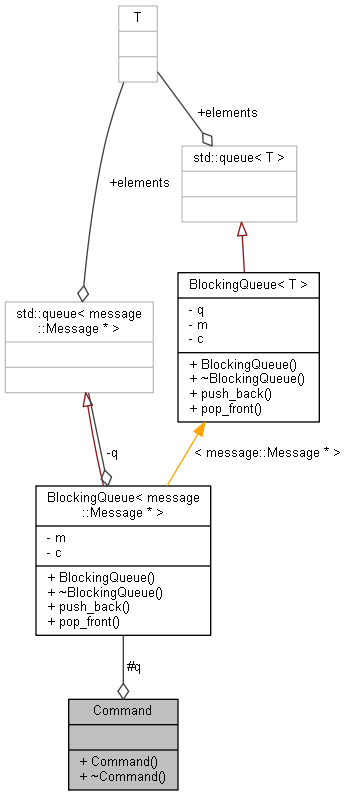 T
+elements
std::queue< T >
+elements
BlockingQueue< T >
- q
- m
- c
+ BlockingQueue()
+ ~BlockingQueue()
+ push_back()
+ pop_front()
std::queue< message
::Message * >
-q
< message::Message * >
BlockingQueue< message
::Message * >
- m
- c
+ BlockingQueue()
+ ~BlockingQueue()
+ push_back()
+ pop_front()
#q
Command
+ Command()
+ ~Command()